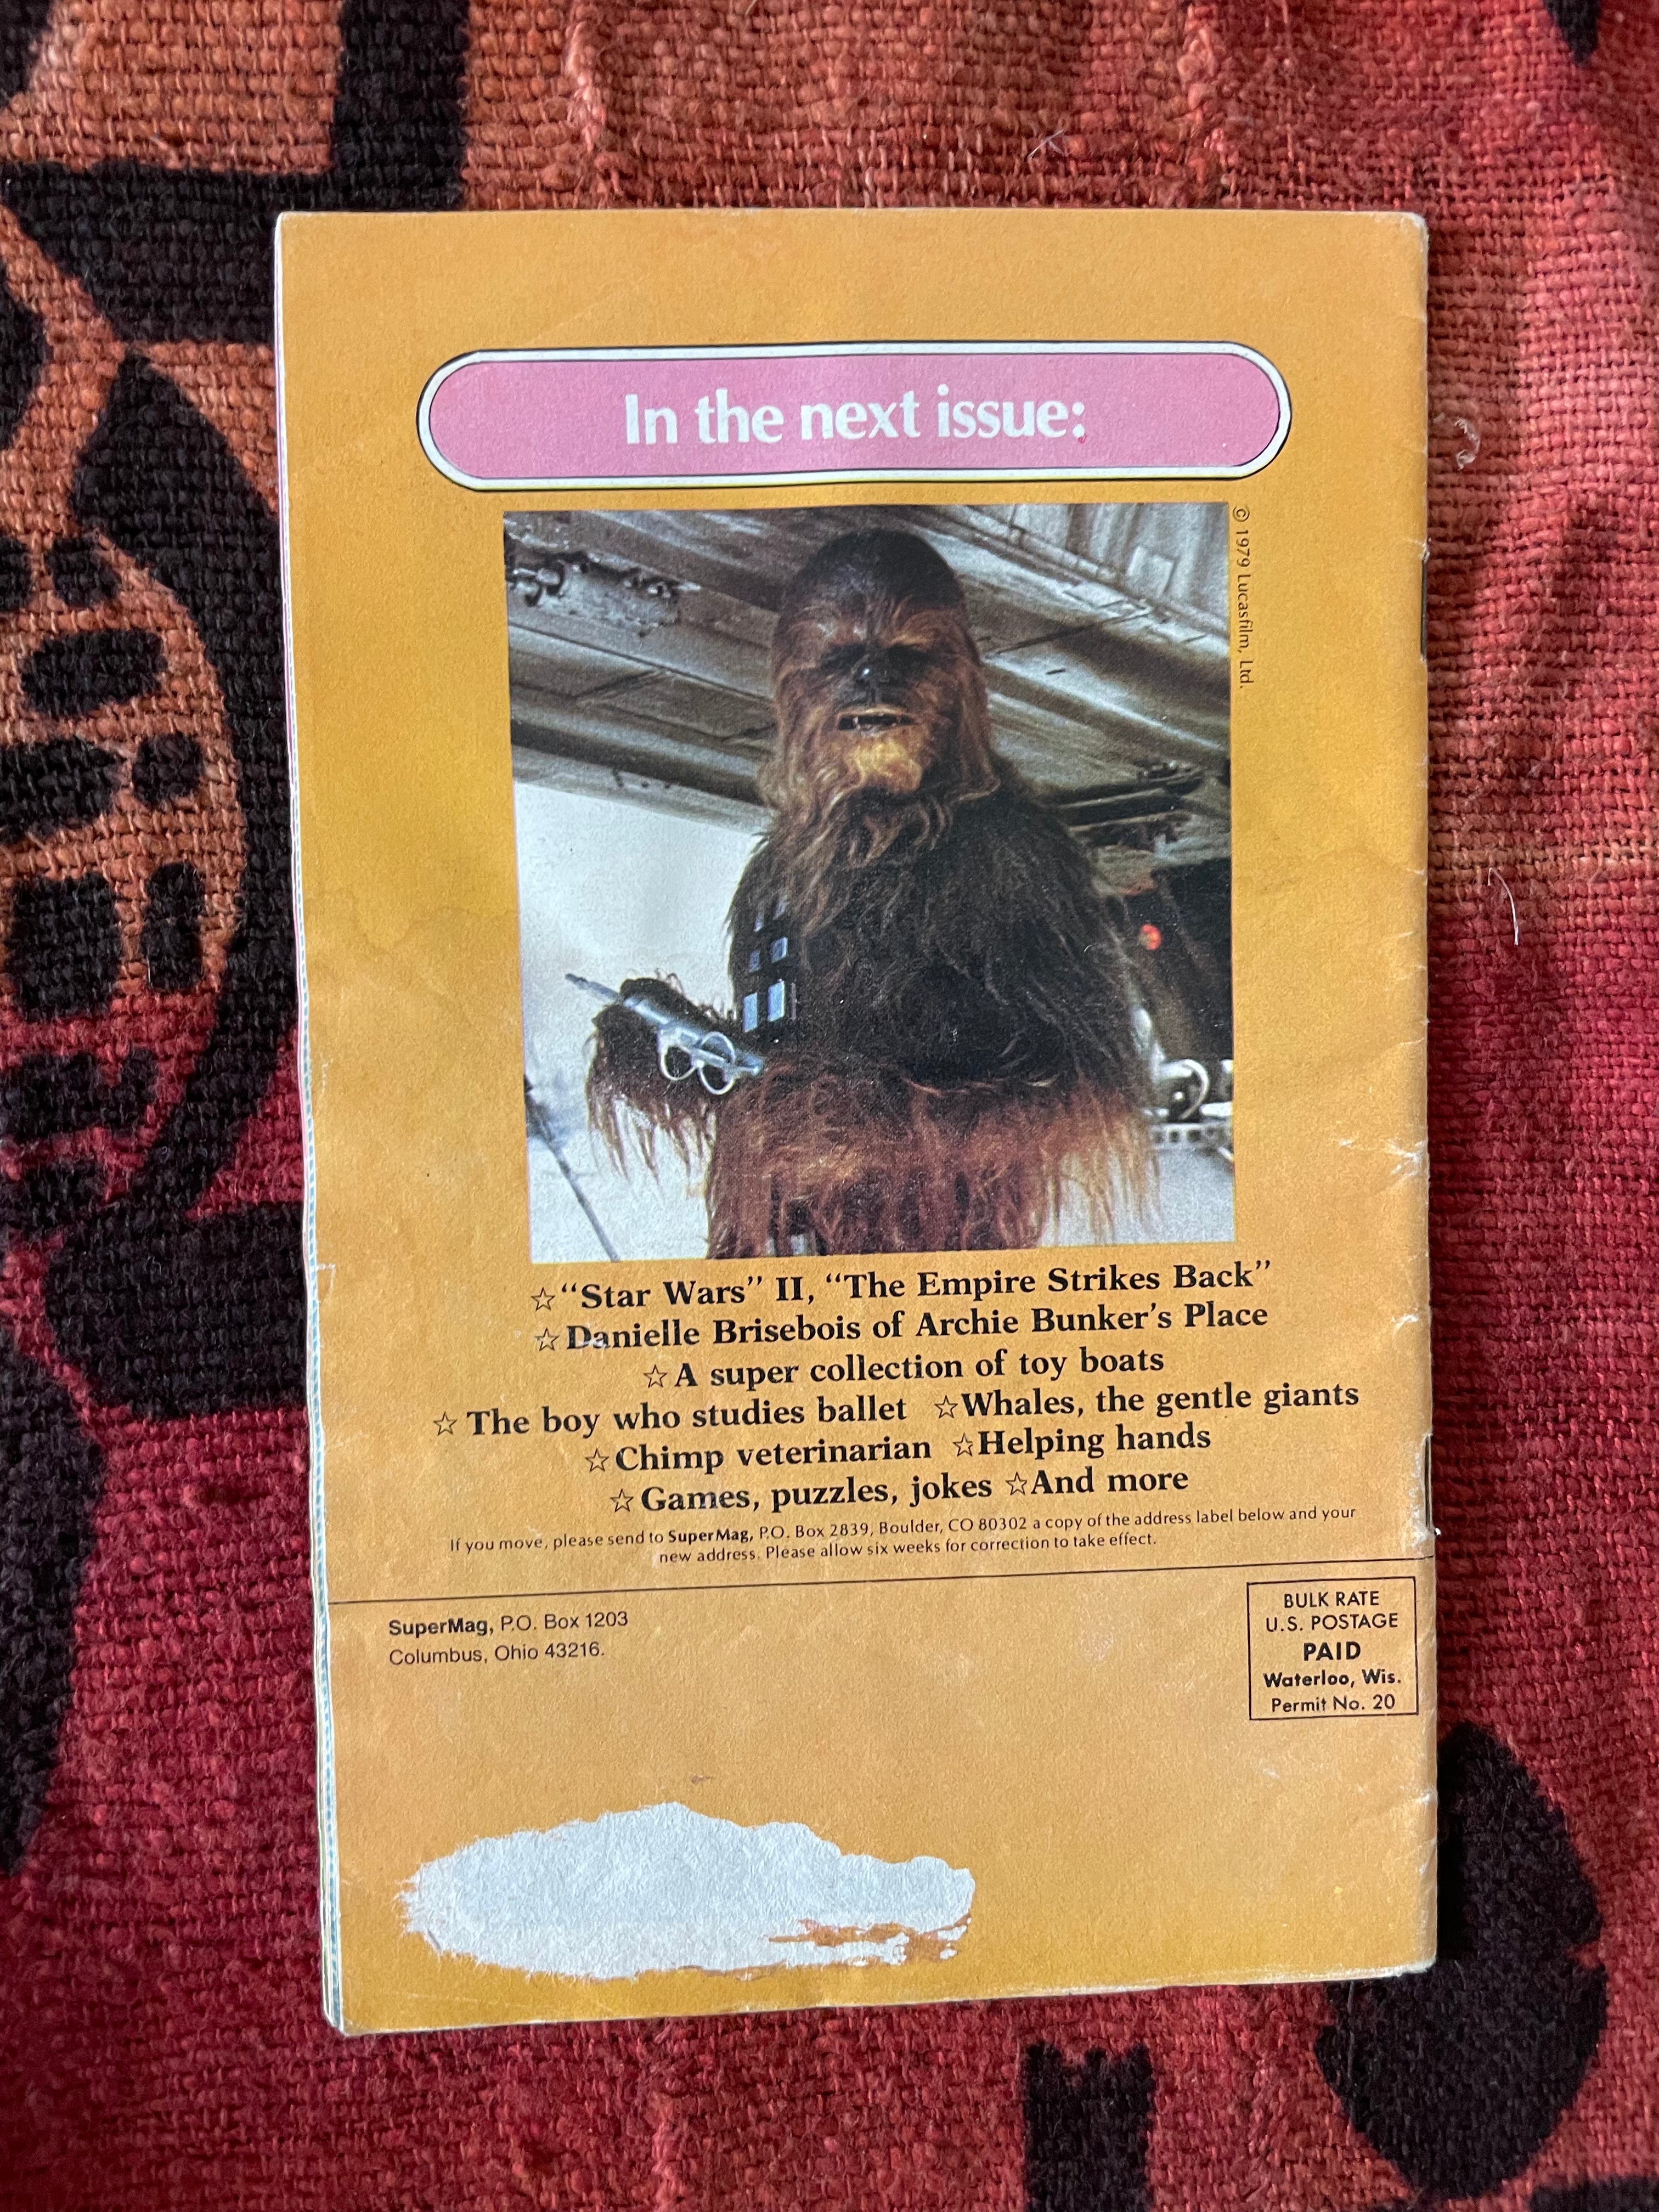 In the next issue:
© 1979 Lucasfilm, Ltd.
☆“Star Wars” II, “The Empire Strikes Back”
☆Danielle Brisebois of Archie Bunker’s Place
☆A super collection of toy boats
☆The boy who studies ballet ☆Whales, the gentle giants
☆Chimp veterinarian ☆Helping hands
☆Games, puzzles, jokes ☆And more
If you move, please send to SuperMag, P.O. Box 2839, Boulder, CO 80302 a copy of the address label below and your
new address. Please allow six weeks for correction to take effect.
SuperMag, P.O. Box 1203
Columbus, Ohio 43216.
BULK RATE
U.S. POSTAGE
PAID
Waterloo, Wis.
Permit No. 20